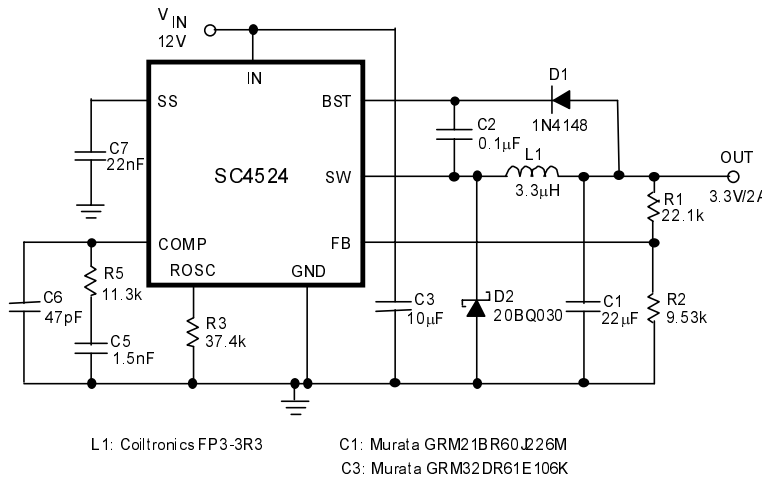 V IN
12V
IN
SS
BST
D1
1N4148
C2
0.1µF
C7
22nF
SC4524
SW
L1
3.3µH
OUT
3.3V/2A
R1
22.1k
COMP
FB
ROSC
GND
R5
11.3k
C6
47pF
R3
37.4k
C3
10µF
D2
20BQ030
C1
22µF
R2
9.53k
C5
1.5nF
L1: Coiltronics FP3-3R3
C1: Murata GRM21BR60J226M
C3: Murata GRM32DR61E106K